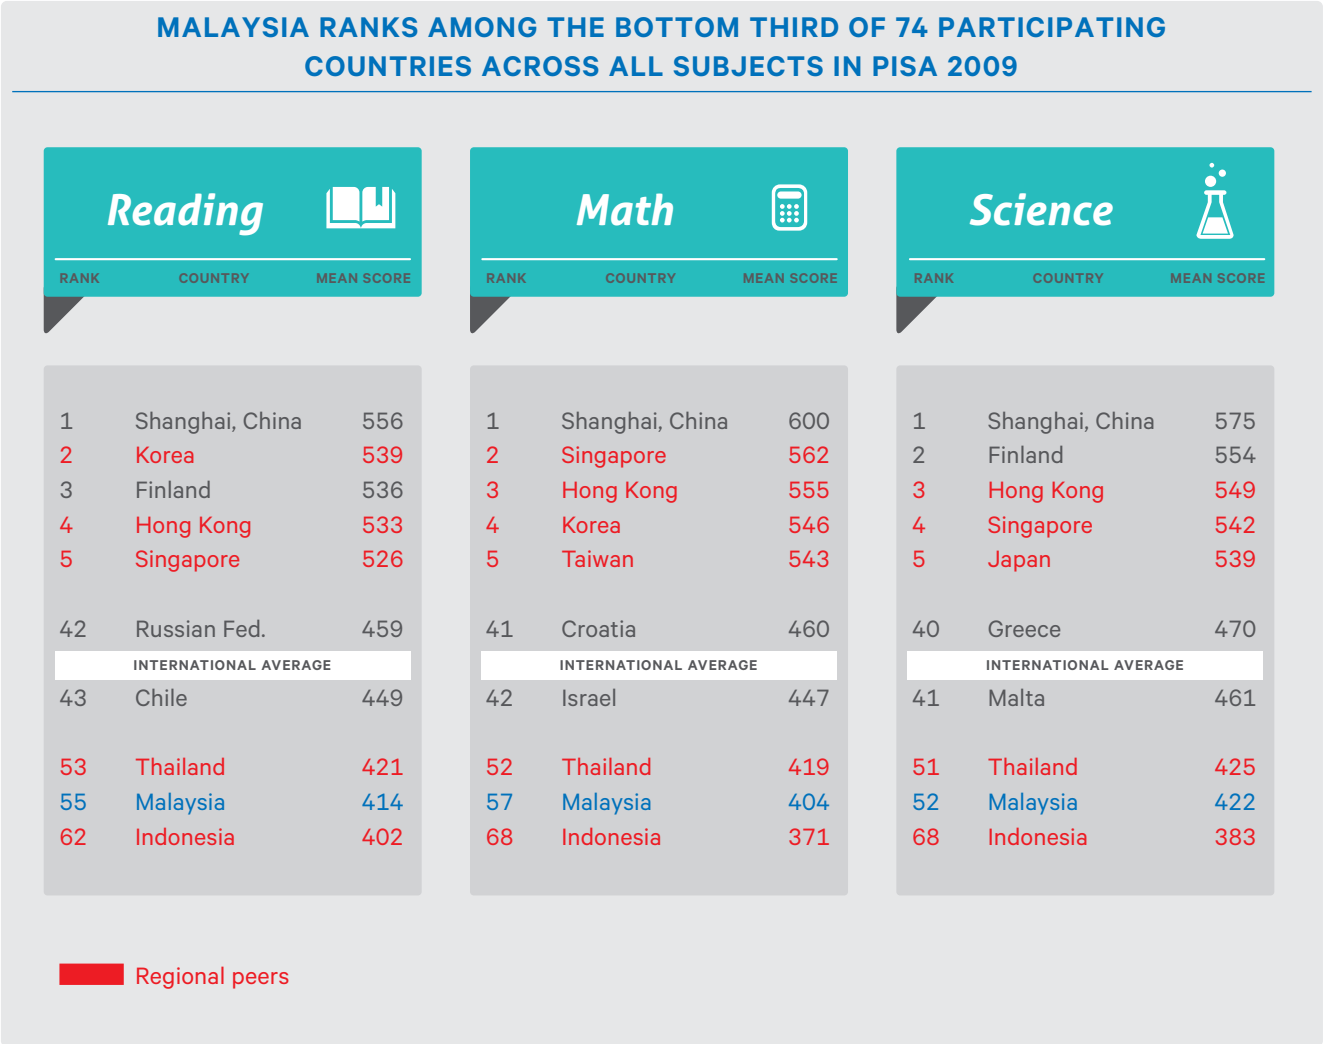 MALAYSIA RANKS AMONG THE BOTTOM THIRD OF 74 PARTICIPATING
COUNTRIES ACROSS ALL SUBJECTS IN PISA 2009
Reading
RANK COUNTRY MEAN SCORE
1 Shanghai, China 556
2 Korea 539
3 Finland 536
4 Hong Kong 533
5 Singapore 526
42 Russian Fed. 459
INTERNATIONAL AVERAGE
43 Chile 449
53 Thailand 421
55 Malaysia 414
62 Indonesia 402
Math
RANK COUNTRY MEAN SCORE
1 Shanghai, China 600
2 Singapore 562
3 Hong Kong 555
4 Korea 546
5 Taiwan 543
41 Croatia 460
INTERNATIONAL AVERAGE
42 Israel 447
52 Thailand 419
57 Malaysia 404
68 Indonesia 371
Science
RANK COUNTRY MEAN SCORE
1 Shanghai, China 575
2 Finland 554
3 Hong Kong 549
4 Singapore 542
5 Japan 539
40 Greece 470
INTERNATIONAL AVERAGE
41 Malta 461
51 Thailand 425
52 Malaysia 422
68 Indonesia 383
Regional peers